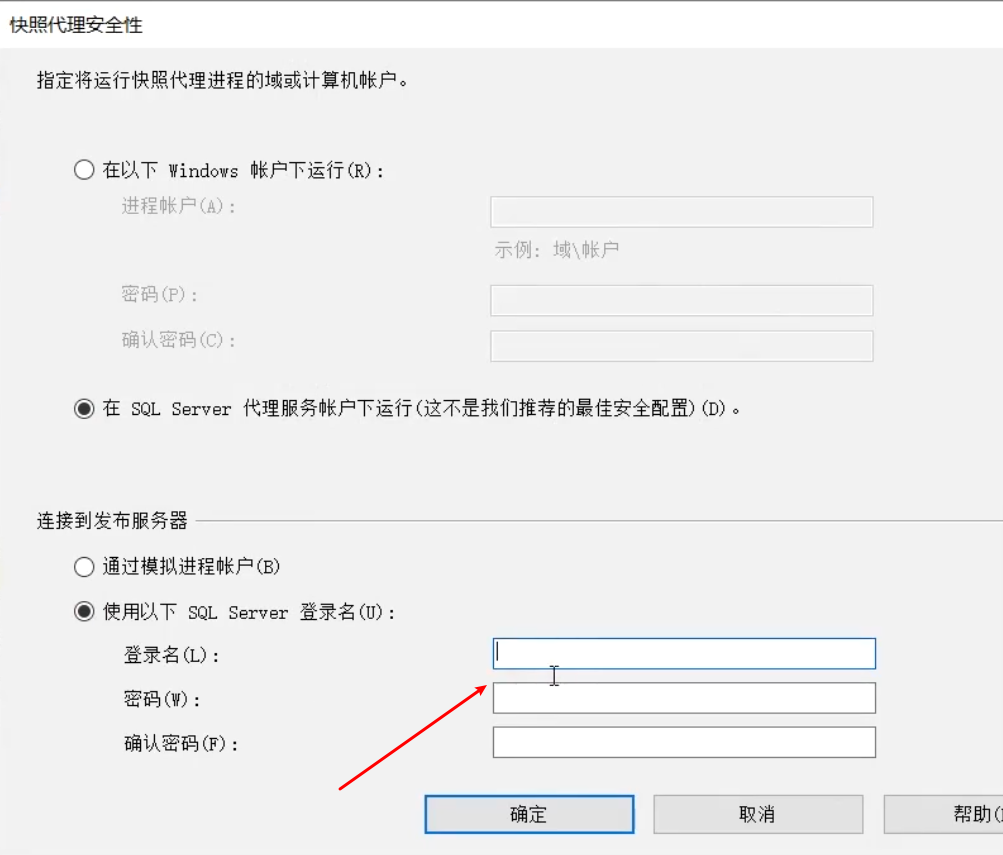 快照代理安全性
指定将运行快照代理进程的域或计算机帐户。
在以下 Windows 帐户下运行(R)：
进程帐户(A)：
示例：域\帐户
密码(P)：
确认密码(C)：
在 SQL Server 代理服务帐户下运行(这不是我们推荐的最佳安全配置)(D)。
连接到发布服务器
通过模拟进程帐户(B)
使用以下 SQL Server 登录名(U)：
登录名(L)：
密码(W)：
确认密码(F)：
确定 取消 帮助(